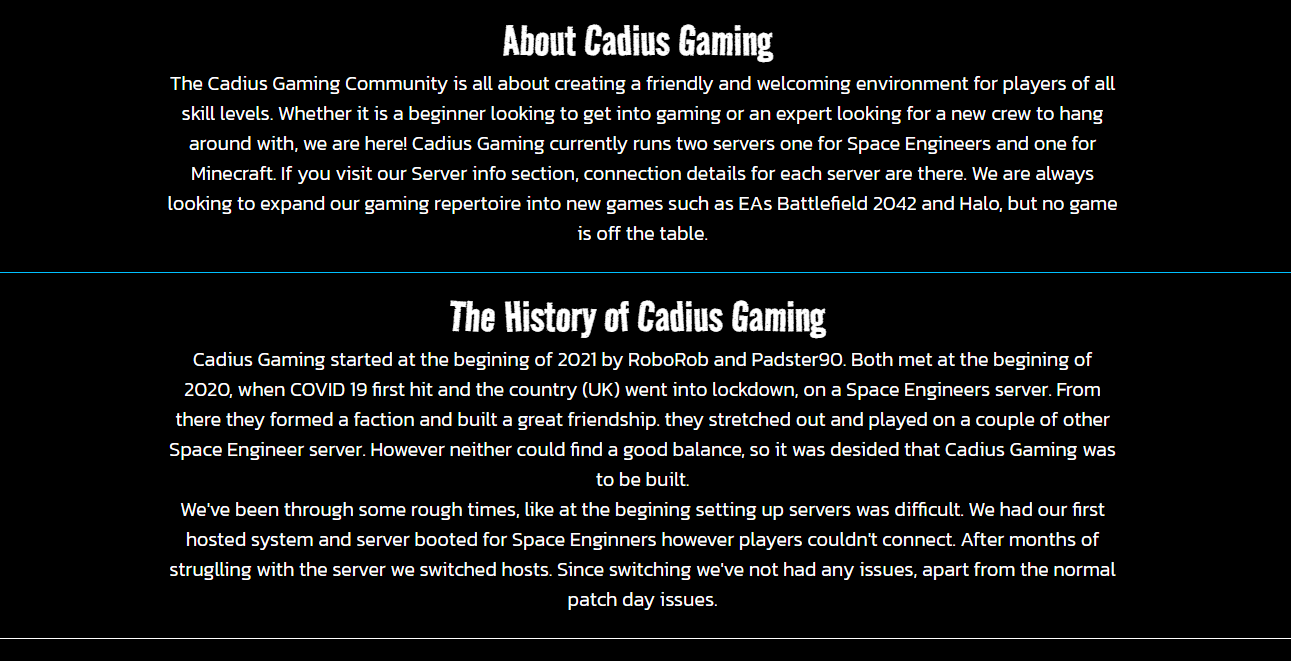 About Cadius Gaming
The Cadius Gaming Community is all about creating a friendly and welcoming environment for players of all
skill levels. Whether it is a beginner looking to get into gaming or an expert looking for a new crew to hang
around with, we are here! Cadius Gaming currently runs two servers one for Space Engineers and one for
Minecraft. If you visit our Server info section, connection details for each server are there. We are always
looking to expand our gaming repertoire into new games such as EAs Battlefield 2042 and Halo, but no game
is off the table.
The History of Cadius Gaming
Cadius Gaming started at the begining of 2021 by RoboRob and Padster90. Both met at the begining of
2020, when COVID 19 first hit and the country (UK) went into lockdown, on a Space Engineers server. From
there they formed a faction and built a great friendship. they stretched out and played on a couple of other
Space Engineer server. However neither could find a good balance, so it was desided that Cadius Gaming was
to be built.
We've been through some rough times, like at the begining setting up servers was difficult. We had our first
hosted system and server booted for Space Enginners however players couldn't connect. After months of
struglling with the server we switched hosts. Since switching we've not had any issues, apart from the normal
patch day issues.